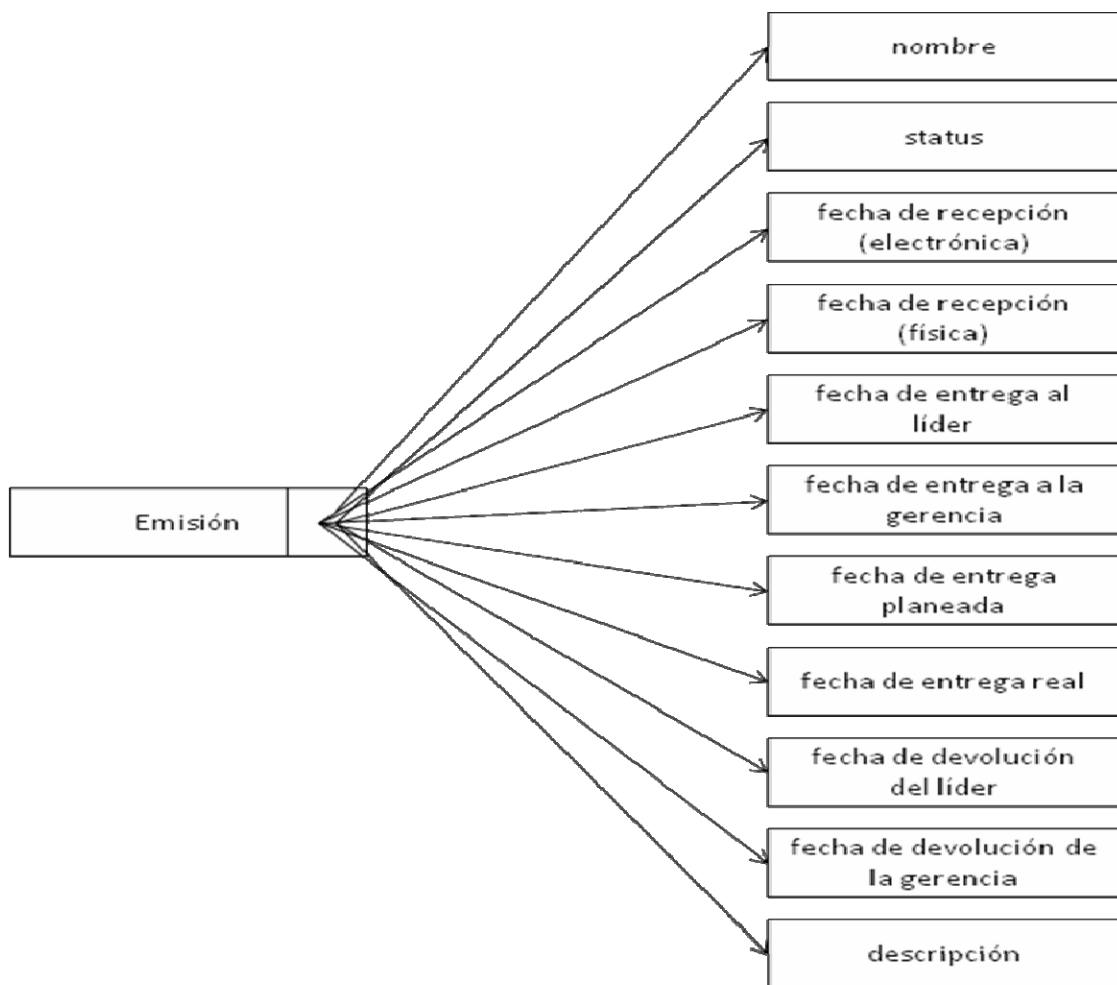 nombre
status
fecha de recepción
(electrónica)
fecha de recepción
(física)
fecha de entrega al
líder
fecha de entrega a la
gerencia
Emisión
fecha de entrega
planeada
fecha de entrega real
fecha de devolución
del líder
fecha de devolución de
la gerencia
descripción